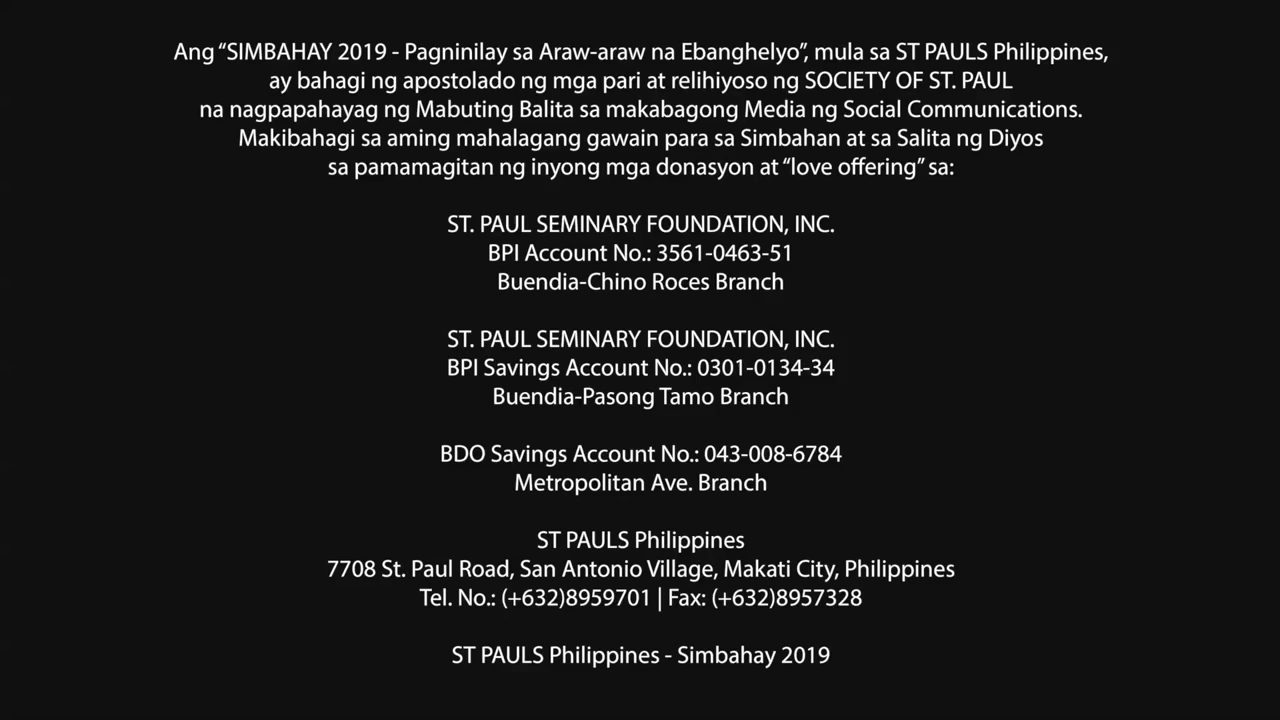 Ang “SIMBAHAY 2019 - Pagninilay sa Araw-araw na Ebanghelyo”, mula sa ST PAULS Philippines,
ay bahagi ng apostolado ng mga pari at relihiyoso ng SOCIETY OF ST. PAUL
na nagpapahayag ng Mabuting Balita sa makabagong Media ng Social Communications.
Makibahagi sa aming mahalagang gawain para sa Simbahan at sa Salita ng Diyos
sa pamamagitan ng inyong mga donasyon at “love offering” sa:
ST. PAUL SEMINARY FOUNDATION, INC.
BPI Account No.: 3561-0463-51
Buendia-Chino Roces Branch
ST. PAUL SEMINARY FOUNDATION, INC.
BPI Savings Account No.: 0301-0134-34
Buendia-Pasong Tamo Branch
BDO Savings Account No.: 043-008-6784
Metropolitan Ave. Branch
ST PAULS Philippines
7708 St. Paul Road, San Antonio Village, Makati City, Philippines
Tel. No.: (+632)8959701 | Fax: (+632)8957328
ST PAULS Philippines - Simbahay 2019